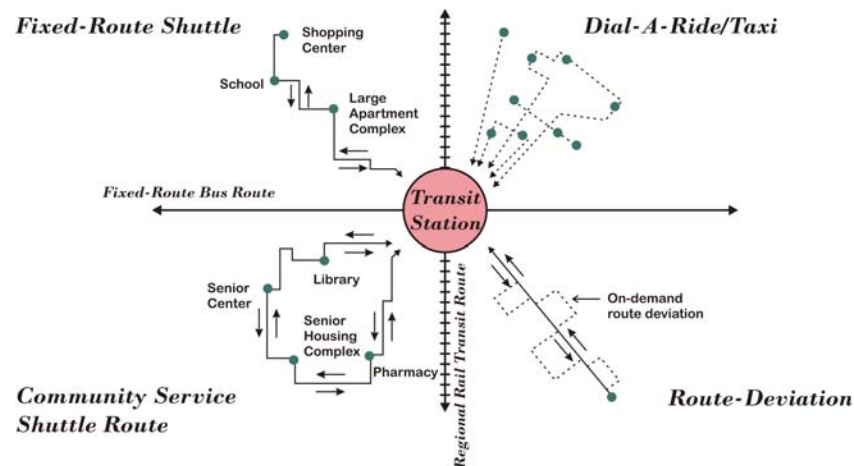 Fixed-Route Shuttle
Dial-A-Ride/Taxi
Shopping
Center
School
Large
Apartment
Complex
Fixed-Route Bus Route
Transit
Station
Library
Senior
Center
Senior
Housing
Complex
Pharmacy
On-demand
route deviation
Regional Rail Transit Route
Community Service
Shuttle Route
Route-Deviation